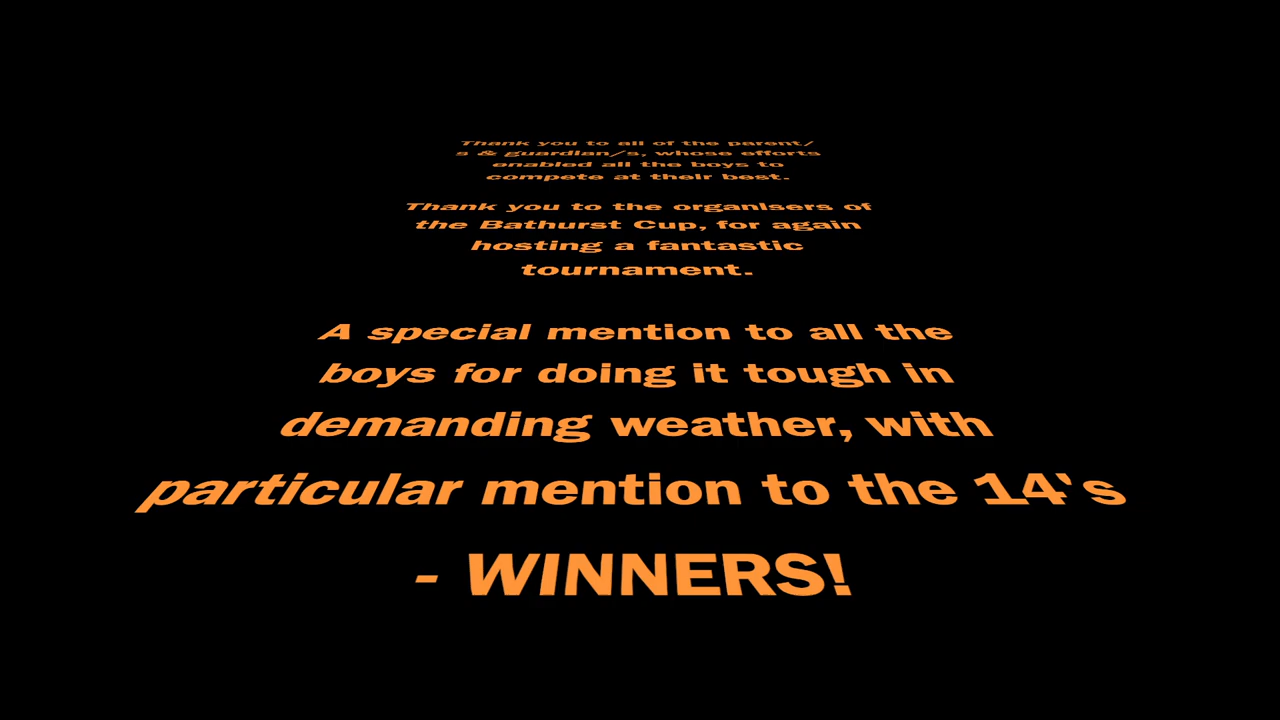 Thank you to all of the parent/
s & guardian/s, whose efforts
enabled all the boys to
compete at their best.
Thank you to the organisers of
the Bathurst Cup, for again
hosting a fantastic
tournament.
A special mention to all the
boys for doing it tough in
demanding weather, with
particular mention to the 14's
- WINNERS!